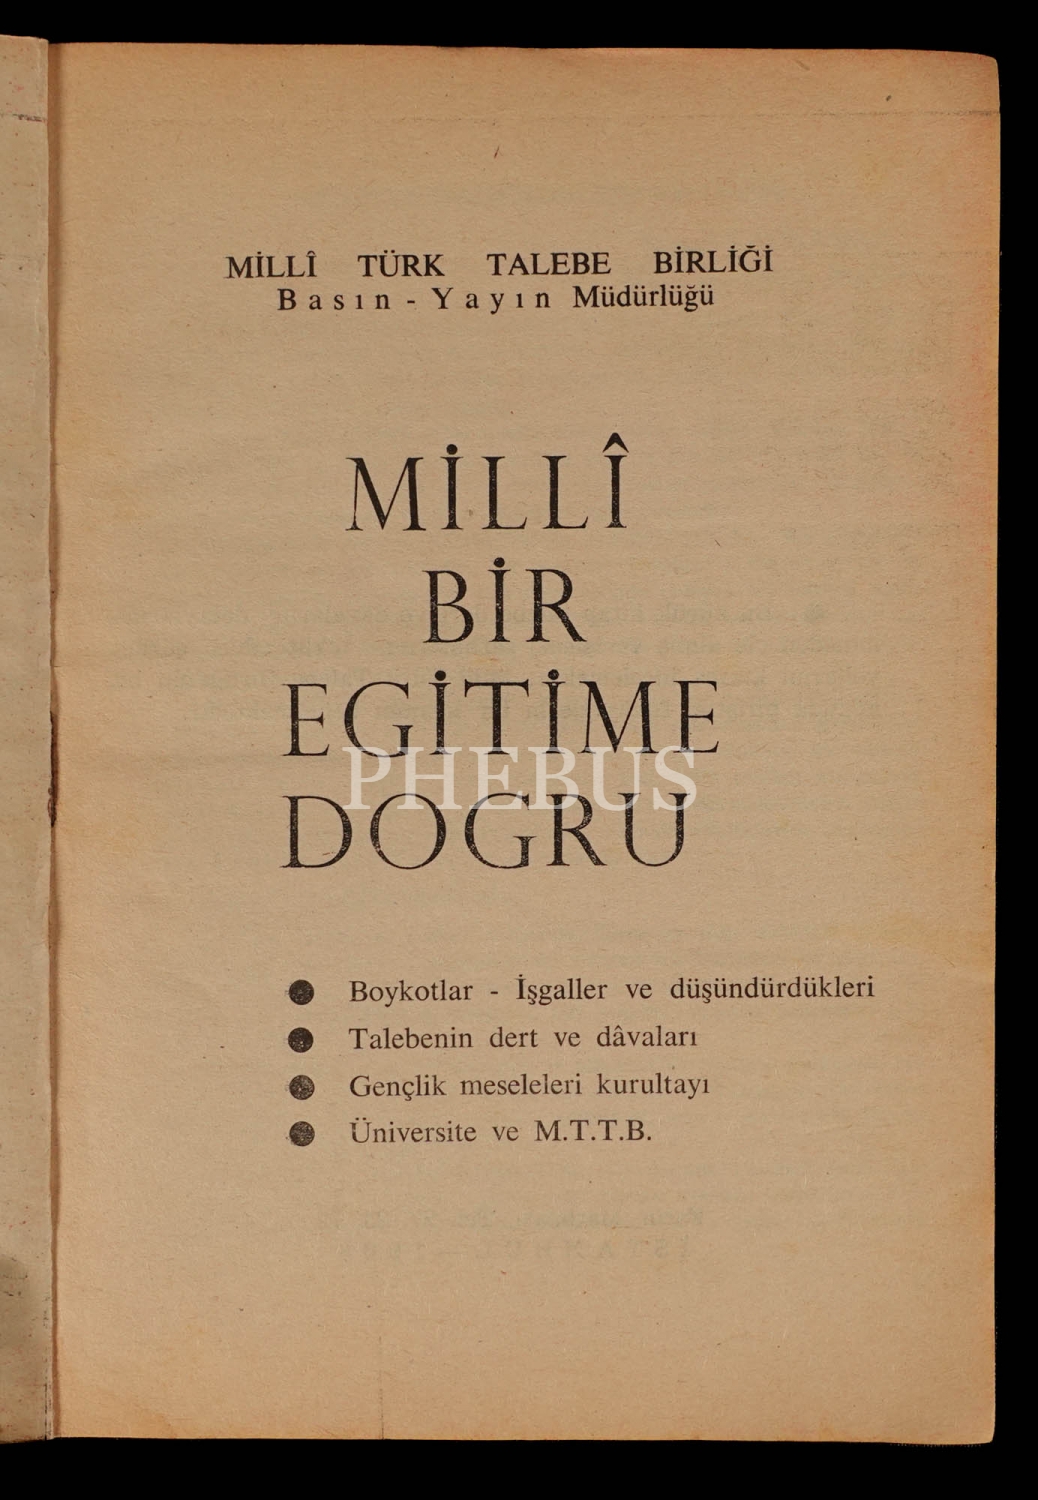 MİLLÎ TÜRK TALEBE BİRLİĞİ
Basın - Yayın Müdürlüğü
MİLLÎ
BİR
EGİTİME
PHEBUS
DOGRU
● Boykotlar - İşgaller ve düşündürdükleri
● Talebenin dert ve dâvaları
● Gençlik meseleleri kurultayı
● Üniversite ve M.T.T.B.